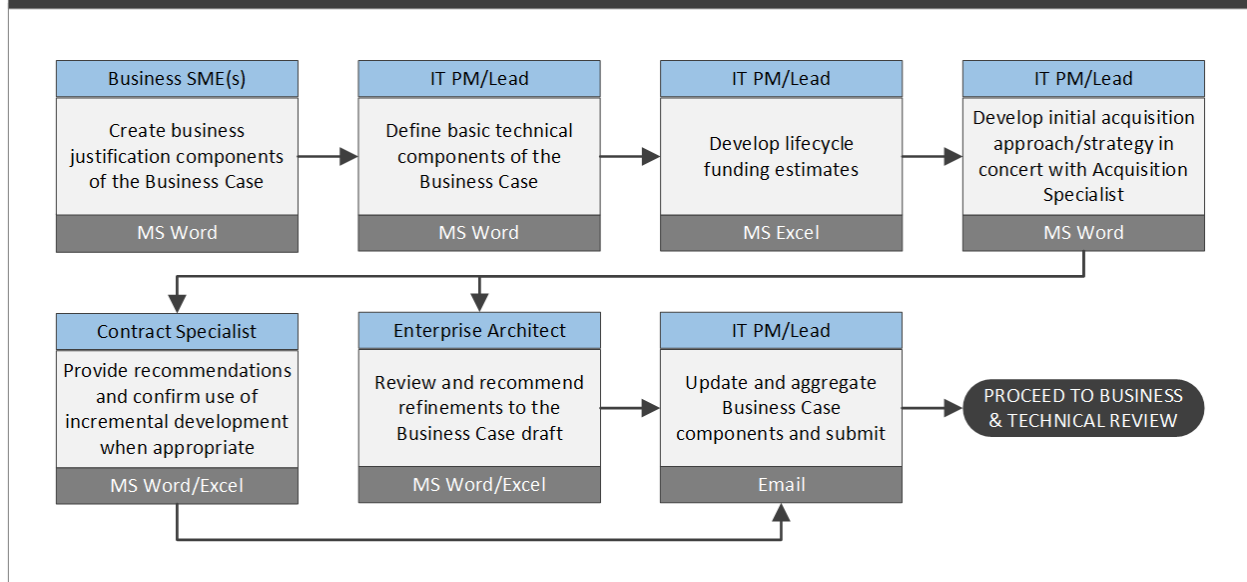 Business SME(s)
Create business
justification components
of the Business Case
MS Word
IT PM/Lead
Define basic technical
components of the
Business Case
MS Word
IT PM/Lead
Develop lifecycle
funding estimates
MS Excel
IT PM/Lead
Develop initial acquisition
approach/strategy in
concert with Acquisition
Specialist
MS Word
Contract Specialist
Provide recommendations
and confirm use of
incremental development
when appropriate
MS Word/Excel
Enterprise Architect
Review and recommend
refinements to the
Business Case draft
MS Word/Excel
IT PM/Lead
Update and aggregate
Business Case
components and submit
Email
PROCEED TO BUSINESS
& TECHNICAL REVIEW